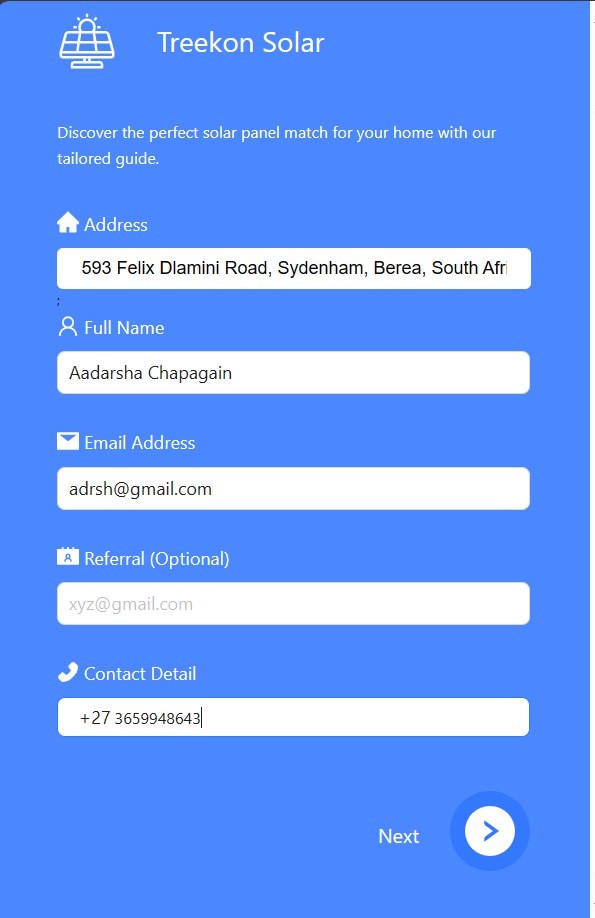 Treekon Solar
Discover the perfect solar panel match for your home with our
tailored guide.
Address
593 Felix Dlamini Road, Sydenham, Berea, South Afri
;
Full Name
Aadarsha Chapagain
Email Address
adrsh@gmail.com
Referral (Optional)
xyz@gmail.com
Contact Detail
+27 3659948643
Next